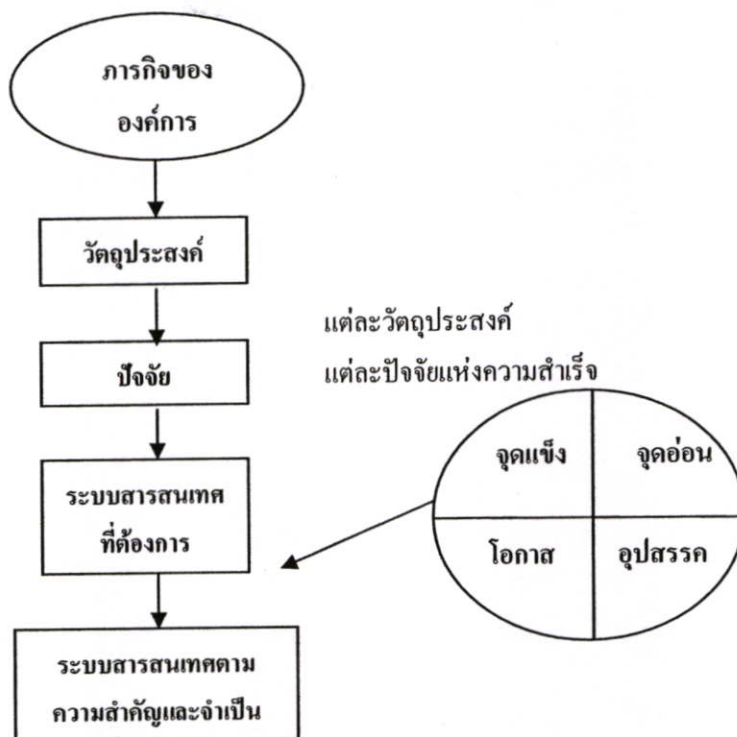 ภารกิจของ
องค์การ
วัตถุประสงค์
ปัจจัย
แต่ละวัตถุประสงค์
แต่ละปัจจัยแห่งความสำเร็จ
ระบบสารสนเทศ
ที่ต้องการ
จุดแข็ง
จุดอ่อน
โอกาส
อุปสรรค
ระบบสารสนเทศตาม
ความสำคัญและจำเป็น